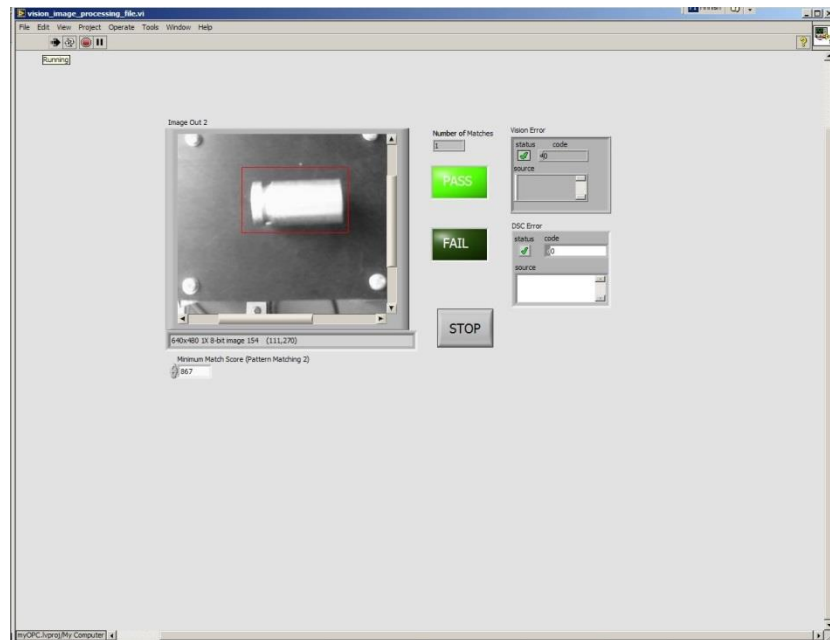 vision_image_processing_file.vi
File Edit View Project Operate Tools Window Help
Running
Image Out 2
Number of Matches
1
Vision Error
status code
0
source
PASS
FAIL
DSC Error
status code
0
source
STOP
640x480 1X 8-bit image 154 (111,270)
Minimum Match Score (Pattern Matching 2)
867
myOPC.lvproj/My Computer